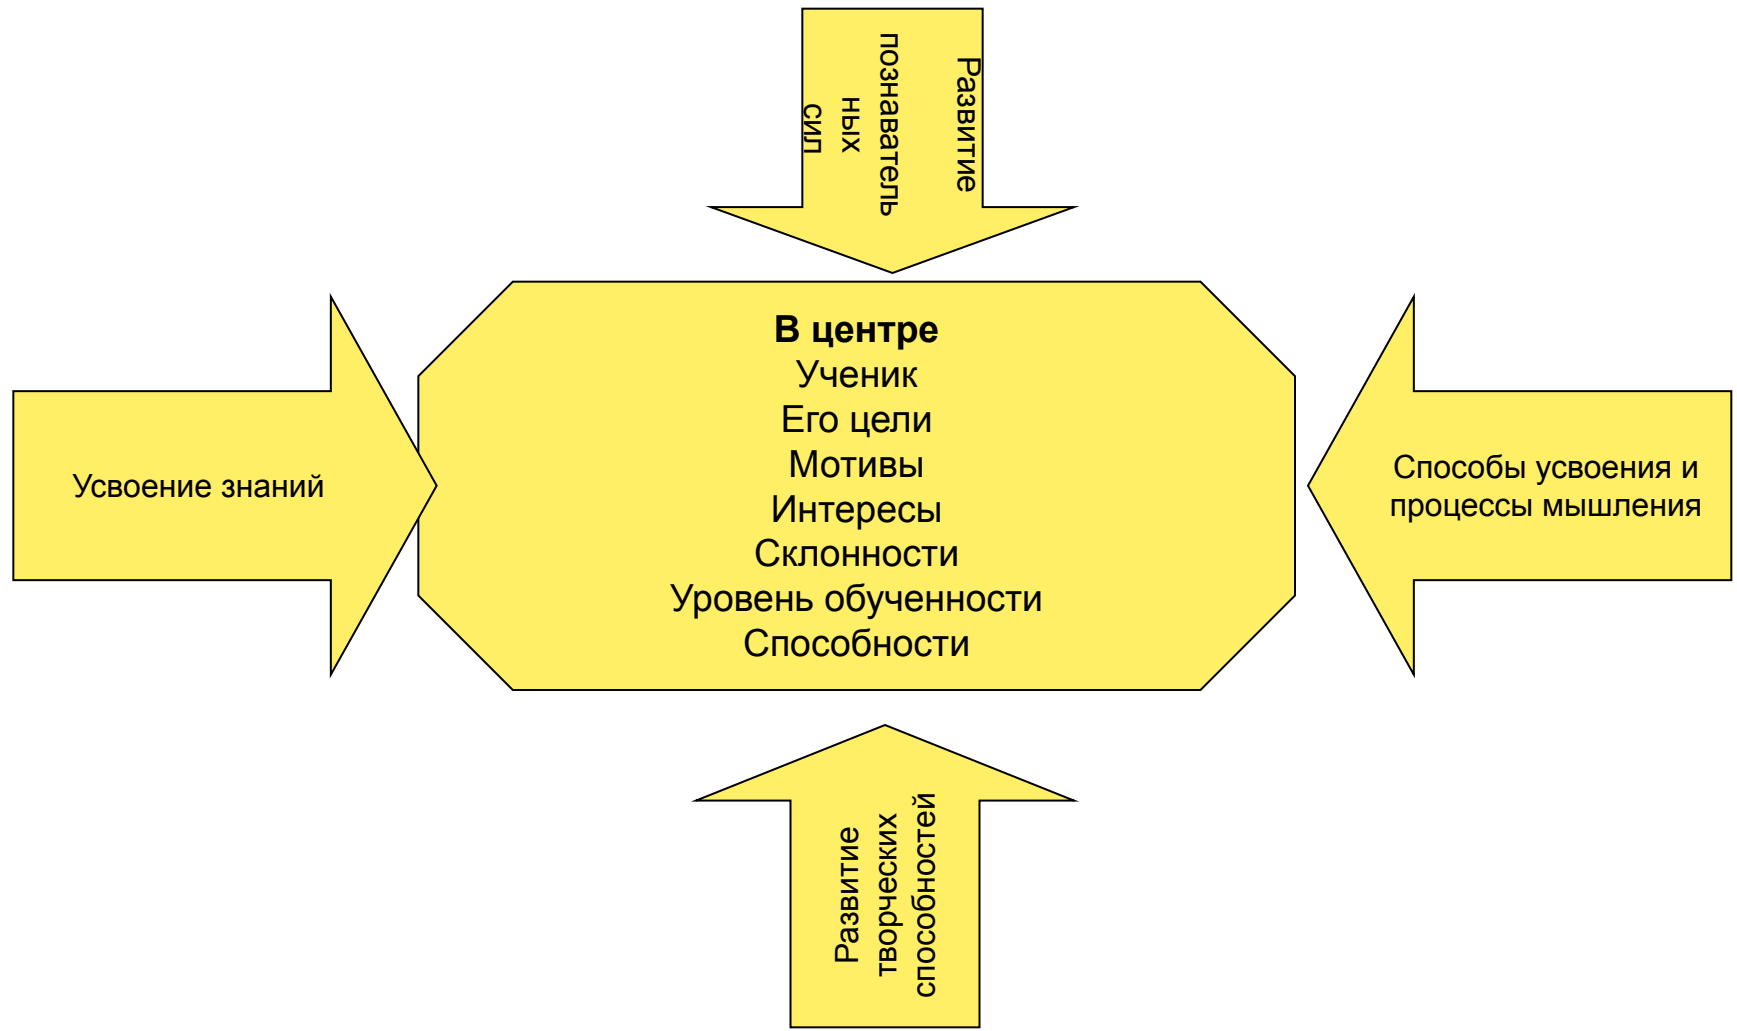 Развитие
познаватель
ных
сил
В центре
Ученик
Его цели
Мотивы
Интересы
Склонности
Уровень обученности
Способности
Усвоение знаний
Способы усвоения и
процессы мышления
Развитие
творческих
способностей